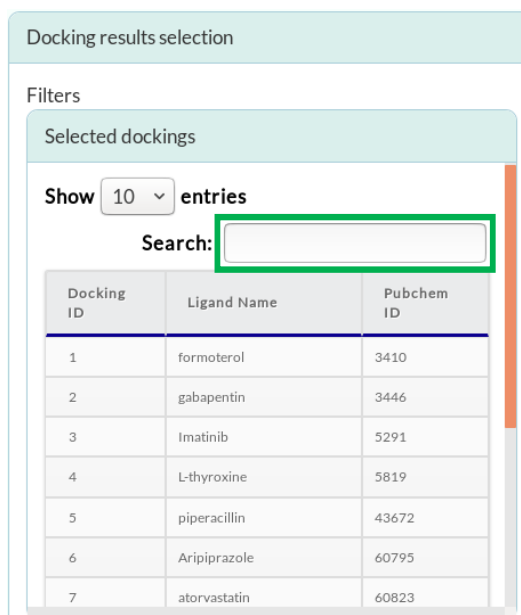 Docking results selection
Filters
Selected dockings
Show 10 entries
Search:
Docking ID Ligand Name Pubchem ID
1 formoterol 3410
2 gabapentin 3446
3 Imatinib 5291
4 L-thyroxine 5819
5 piperacillin 43672
6 Aripiprazole 60795
7 atorvastatin 60823